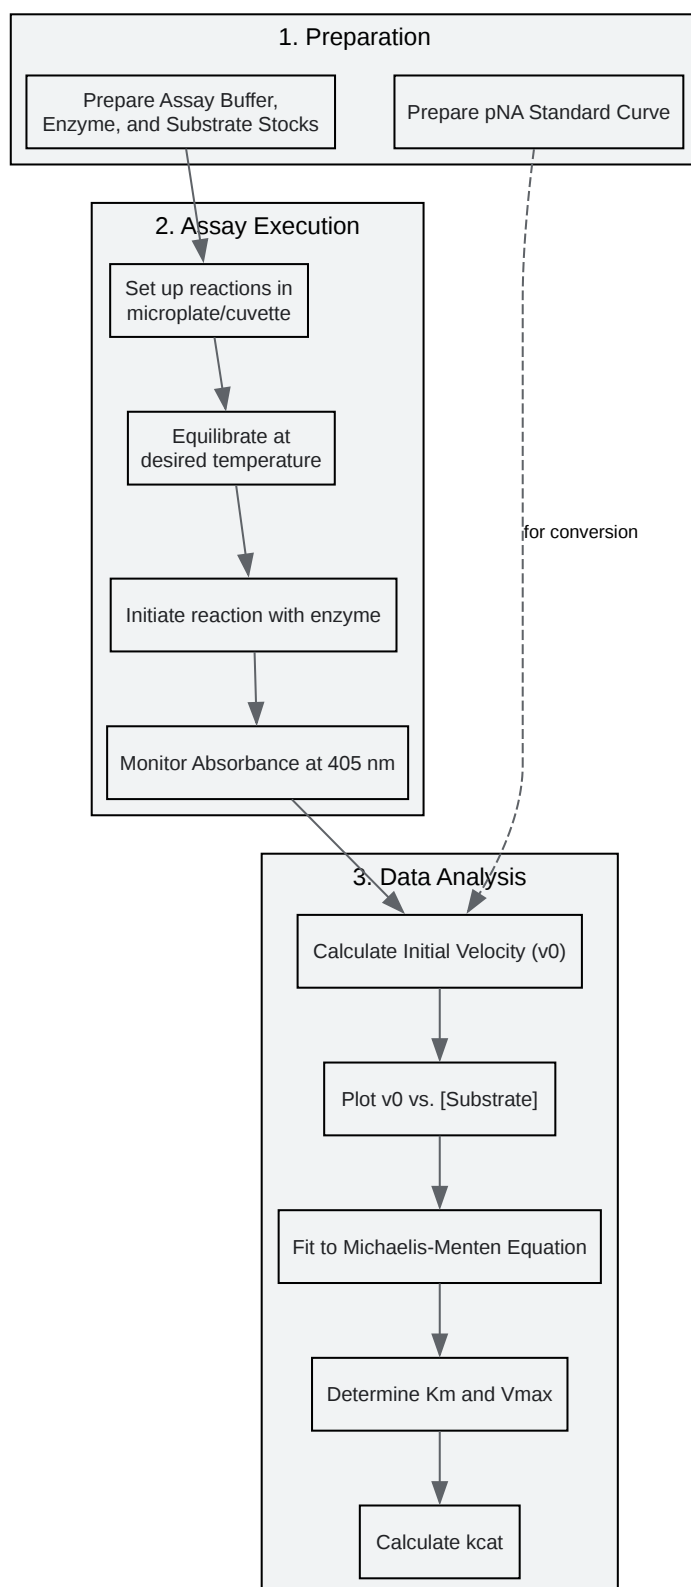 1. Preparation
Prepare Assay Buffer,
Enzyme, and Substrate Stocks
Prepare pNA Standard Curve
2. Assay Execution
Set up reactions in
microplate/cuvette
Equilibrate at
desired temperature
for conversion
Initiate reaction with enzyme
Monitor Absorbance at 405 nm
3. Data Analysis
Calculate Initial Velocity (v0)
Plot v0 vs. [Substrate]
Fit to Michaelis-Menten Equation
Determine Km and Vmax
Calculate kcat